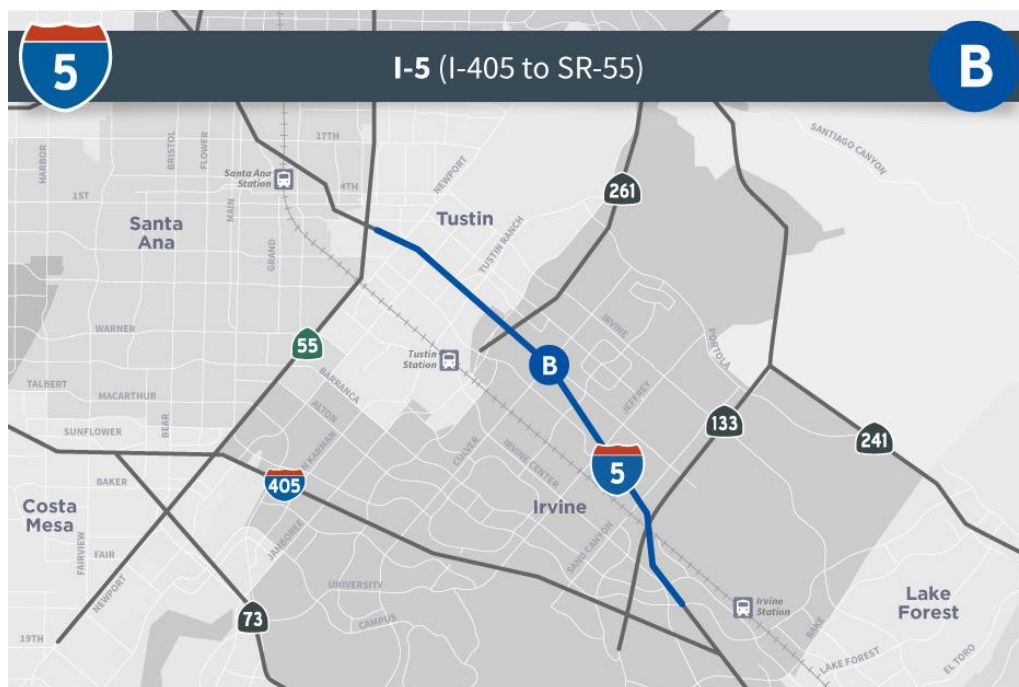 5
I-5 (I-405 to SR-55)
B
SANTIAGO CANYON
HARBOR
BRISTOL
FLOWER
17TH
Santa Ana
Station
4TH
NEWPORT
261
1ST
MAIN
Santa
Ana
Tustin
GRAND
TUSTIN RANCH
WARNER
55
IRVINE
PORTOLA
Tustin
Station
B
TALBERT
BARRANCA
MACARTHUR
JEFFREY
ALTON
BEAR
SUNFLOWER
133
241
N KARMAN
CULVER
IRVINE CENTER
5
BAKER
405
Costa
Mesa
Irvine
JAMBOREE
SAND CANYON
FAIRVIEW
FAIR
UNIVERSITY
NEWPORT
Lake
Forest
Irvine
Station
73
CAMPUS
BAKE
19TH
LAKE FOREST
EL TORO